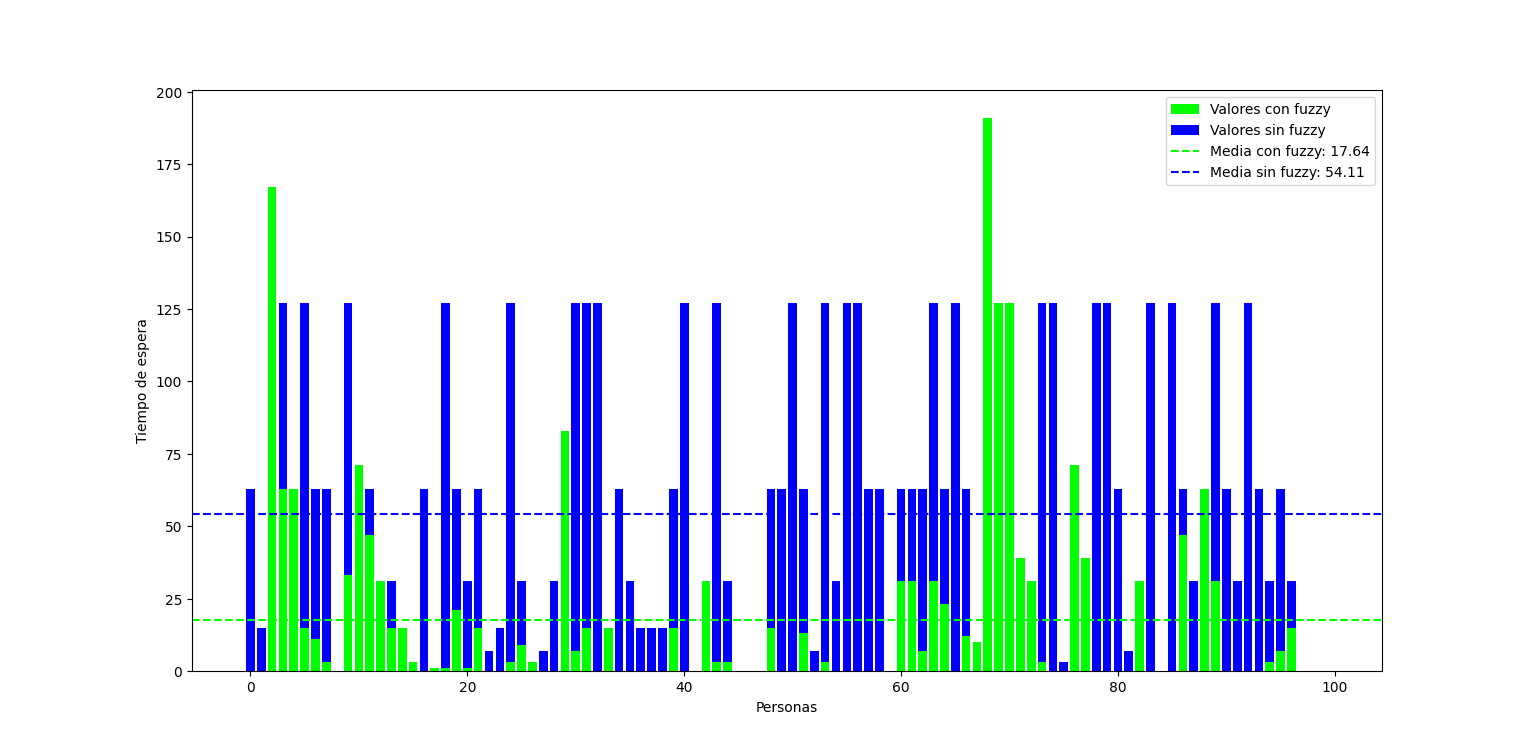 200
175
150
125
100
75
50
25
0
Tiempo de espera
0 20 40 60 80 100
Personas
Valores con fuzzy
Valores sin fuzzy
Media con fuzzy: 17.64
Media sin fuzzy: 54.11